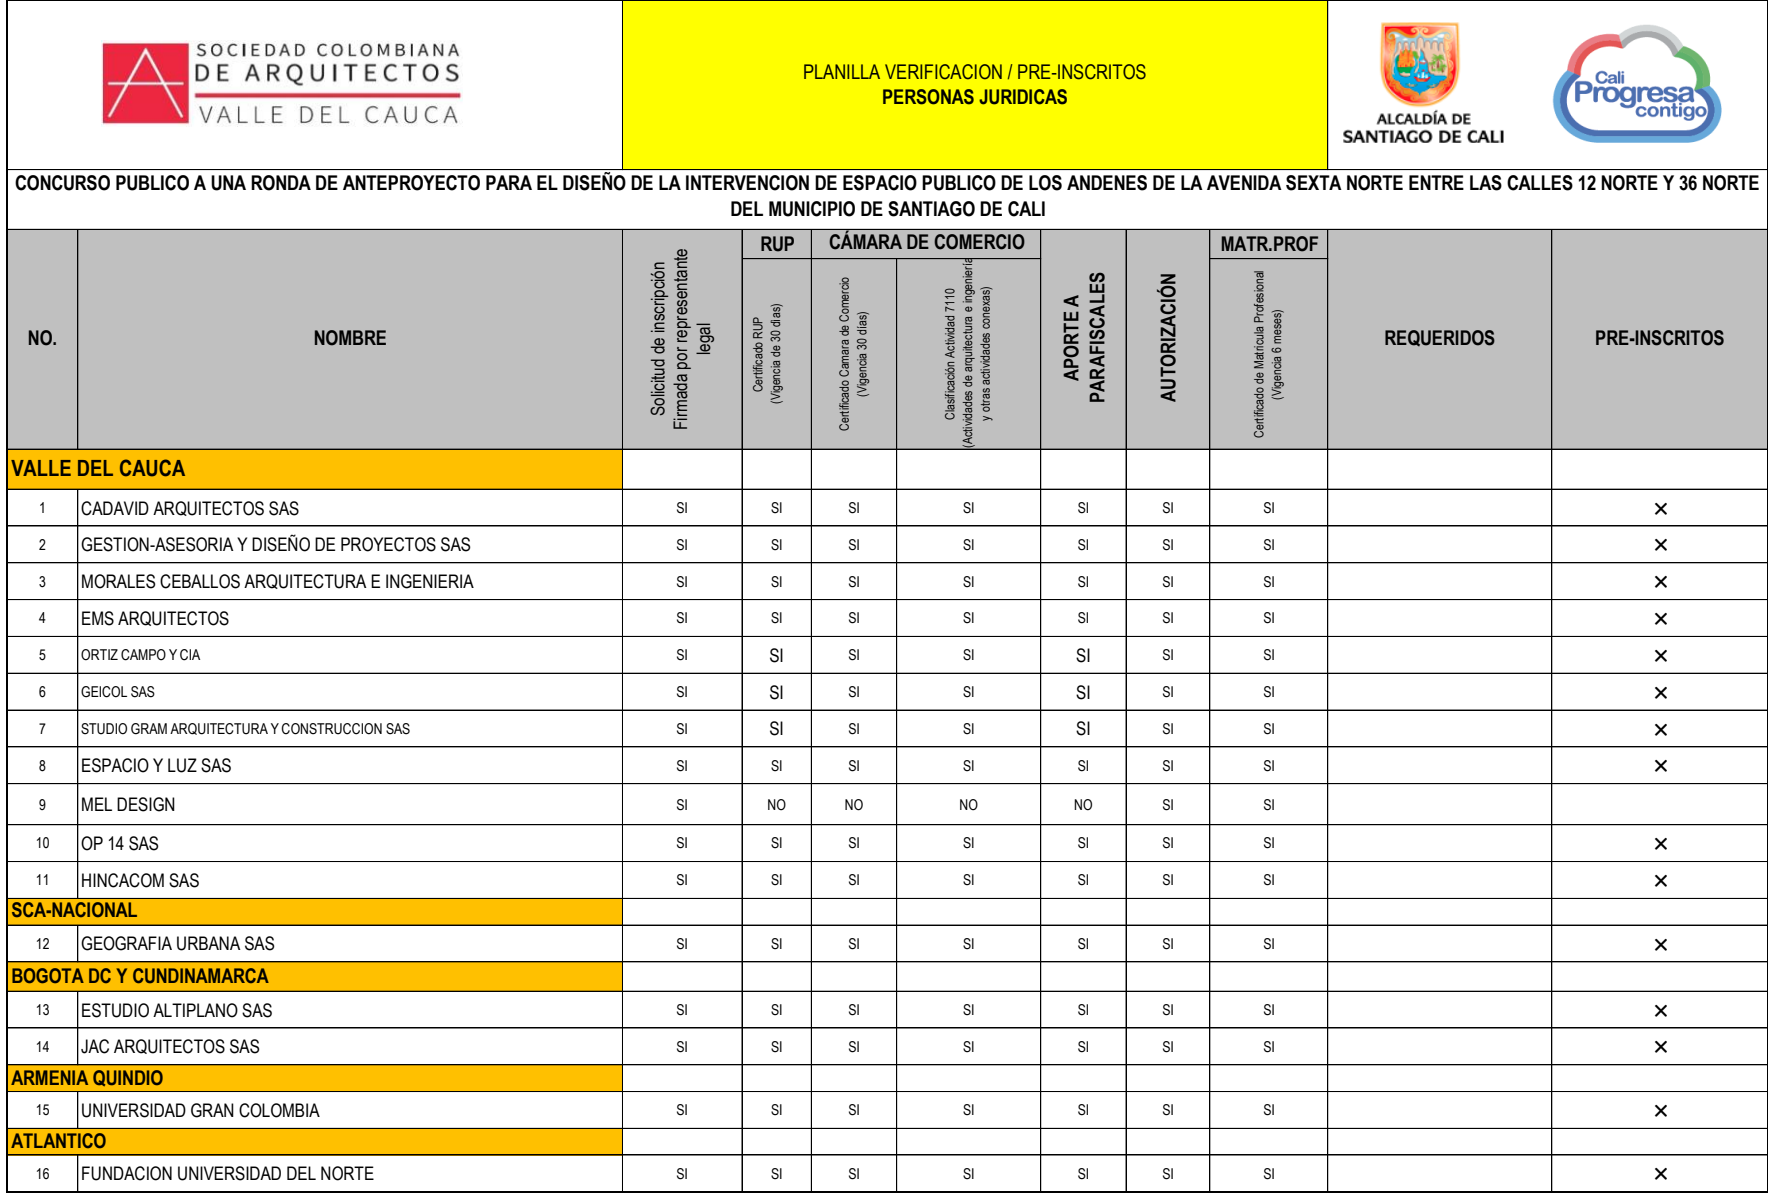 SOCIEDAD COLOMBIANA
DE ARQUITECTOS
VALLE DEL CAUCA
PLANILLA VERIFICACION / PRE-INSCRITOS
PERSONAS JURIDICAS
ALCALDÍA DE
SANTIAGO DE CALI
Cali
Progresa
contigo
CONCURSO PUBLICO A UNA RONDA DE ANTEPROYECTO PARA EL DISEÑO DE LA INTERVENCION DE ESPACIO PUBLICO DE LOS ANDENES DE LA AVENIDA SEXTA NORTE ENTRE LAS CALLES 12 NORTE Y 36 NORTE
DEL MUNICIPIO DE SANTIAGO DE CALI
NO.
NOMBRE
Solicitud de inscripción
Firmada por representante
legal
RUP
Certificado RUP
(Vigencia de 30 dias)
CÁMARA DE COMERCIO
Certificado Camara de Comercio
(Vigencia 30 días)
Clasificación Actividad 7110
(Actividades de arquitectura e ingeniería
y otras actividades conexas)
APORTE A
PARAFISCALES
AUTORIZACIÓN
MATR.PROF
Certificado de Matricula Profesional
(Vigencia 6 meses)
REQUERIDOS
PRE-INSCRITOS
VALLE DEL CAUCA
1 CADAVID ARQUITECTOS SAS SI SI SI SI SI SI SI ×
2 GESTION-ASESORIA Y DISEÑO DE PROYECTOS SAS SI SI SI SI SI SI SI ×
3 MORALES CEBALLOS ARQUITECTURA E INGENIERIA SI SI SI SI SI SI SI ×
4 EMS ARQUITECTOS SI SI SI SI SI SI SI ×
5 ORTIZ CAMPO Y CIA SI SI SI SI SI SI SI ×
6 GEICOL SAS SI SI SI SI SI SI SI ×
7 STUDIO GRAM ARQUITECTURA Y CONSTRUCCION SAS SI SI SI SI SI SI SI ×
8 ESPACIO Y LUZ SAS SI SI SI SI SI SI SI ×
9 MEL DESIGN SI NO NO NO NO SI SI
10 OP 14 SAS SI SI SI SI SI SI SI ×
11 HINCACOM SAS SI SI SI SI SI SI SI ×
SCA-NACIONAL
12 GEOGRAFIA URBANA SAS SI SI SI SI SI SI SI ×
BOGOTA DC Y CUNDINAMARCA
13 ESTUDIO ALTIPLANO SAS SI SI SI SI SI SI SI ×
14 JAC ARQUITECTOS SAS SI SI SI SI SI SI SI ×
ARMENIA QUINDIO
15 UNIVERSIDAD GRAN COLOMBIA SI SI SI SI SI SI SI ×
ATLANTICO
16 FUNDACION UNIVERSIDAD DEL NORTE SI SI SI SI SI SI SI ×